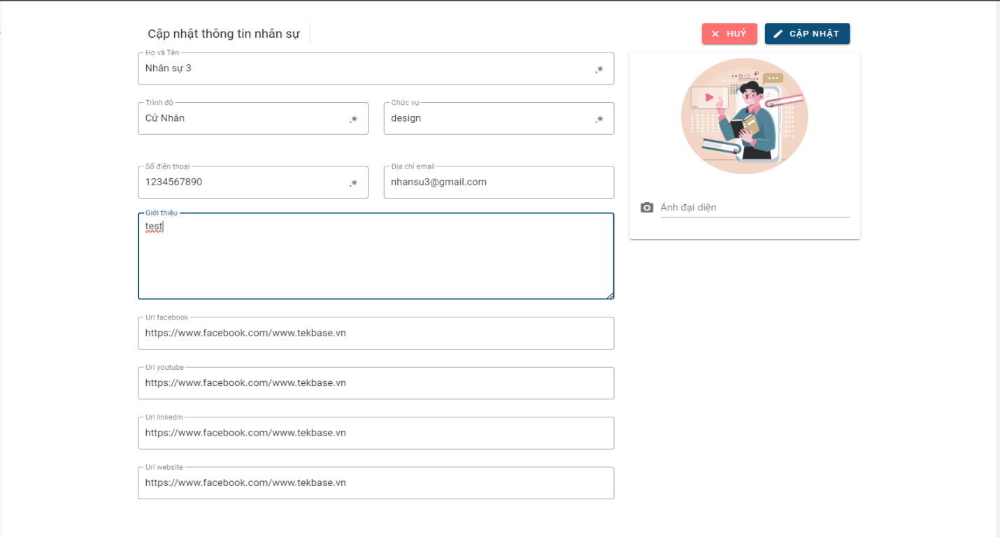 Cập nhật thông tin nhân sự
HUỶ
CẬP NHẬT
Họ và Tên
Nhân sự 3
Trình độ
Cử Nhân
Chức vụ
design
Số điện thoại
1234567890
Địa chỉ email
nhansu3@gmail.com
Giới thiệu
test
Url facebook
https://www.facebook.com/www.tekbase.vn
Url youtube
https://www.facebook.com/www.tekbase.vn
Url linkedin
https://www.facebook.com/www.tekbase.vn
Url website
https://www.facebook.com/www.tekbase.vn
Ảnh đại diện